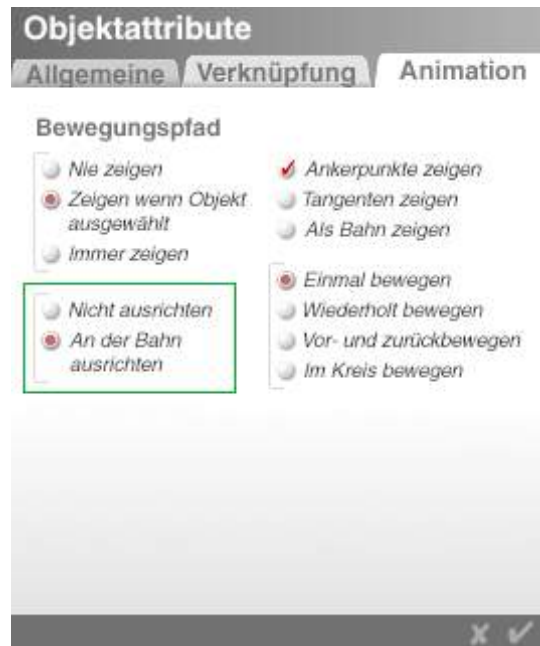 Objektattribute
Allgemeine Verknüpfung Animation
Bewegungspfad
Nie zeigen
Zeigen wenn Objekt
ausgewählt
Immer zeigen
Nicht ausrichten
An der Bahn
ausrichten
Ankerpunkte zeigen
Tangenten zeigen
Als Bahn zeigen
Einmal bewegen
Wiederholt bewegen
Vor- und zurückbewegen
Im Kreis bewegen